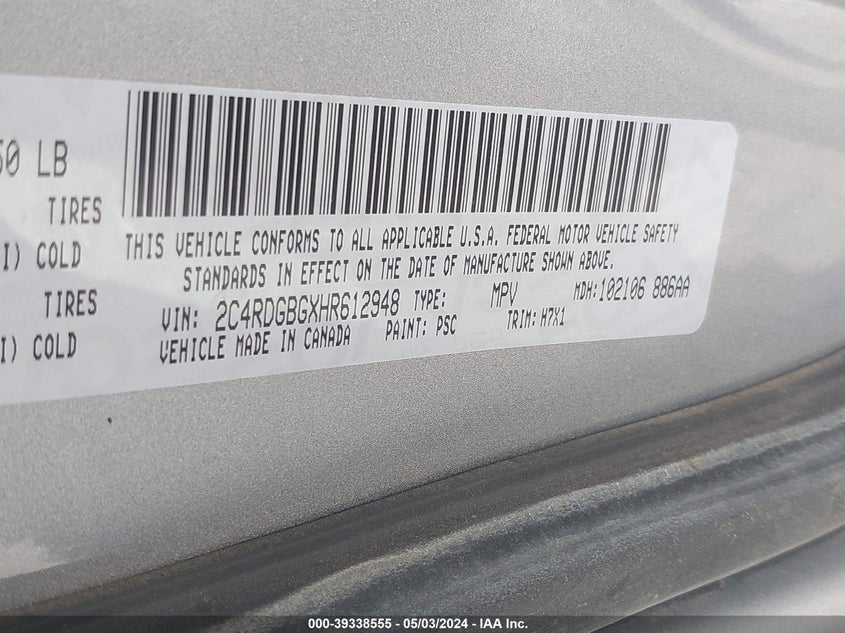 50 LB
TIRES
I) COLD
TIRES
I) COLD
THIS VEHICLE CONFORMS TO ALL APPLICABLE U.S.A. FEDERAL MOTOR VEHICLE SAFETY
STANDARDS IN EFFECT ON THE DATE OF MANUFACTURE SHOWN ABOVE.
VIN: 2C4RDGBGXHR612948 TYPE: MPV MDH: 102106 886AA
VEHICLE MADE IN CANADA PAINT: PSC TRIM: H7X1
000-39338555 - 05/03/2024 - IAA Inc.